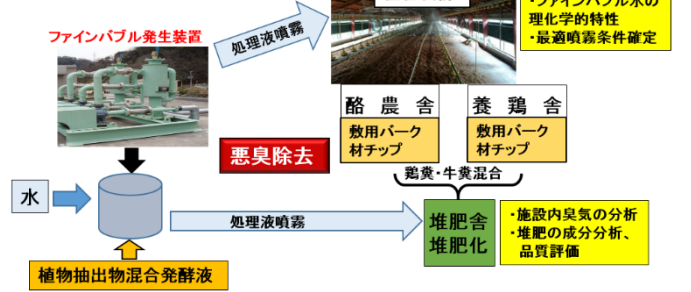 ・ファインバブル水の
理化学的特性
・最適噴霧条件確定
ファインバブル発生装置
処理液噴霧
酪農舎
敷用バーク
材チップ
養鶏舎
敷用バーク
材チップ
悪臭除去
鶏糞・牛糞混合
水
処理液噴霧
堆肥舎
堆肥化
・施設内臭気の分析
・堆肥の成分分析、
品質評価
植物抽出物混合発酵液